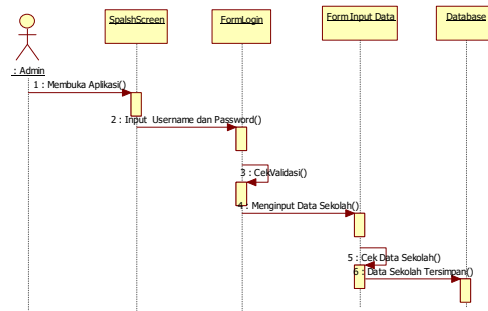 SpalshScreen
FormLogin
Form Input Data
Database
: Admin
1 : Membuka Aplikasi()
2 : Input Username dan Password()
3 : CekValidasi()
4 : Menginput Data Sekolah()
5 : Cek Data Sekolah()
6 : Data Sekolah Tersimpan()